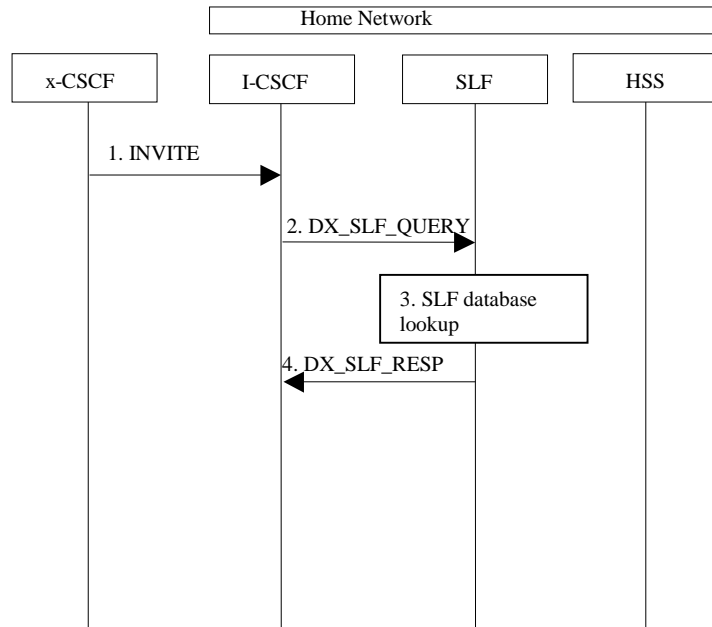 Home Network
x-CSCF
I-CSCF
SLF
HSS
1. INVITE
2. DX_SLF_QUERY
3. SLF database
lookup
4. DX_SLF_RESP